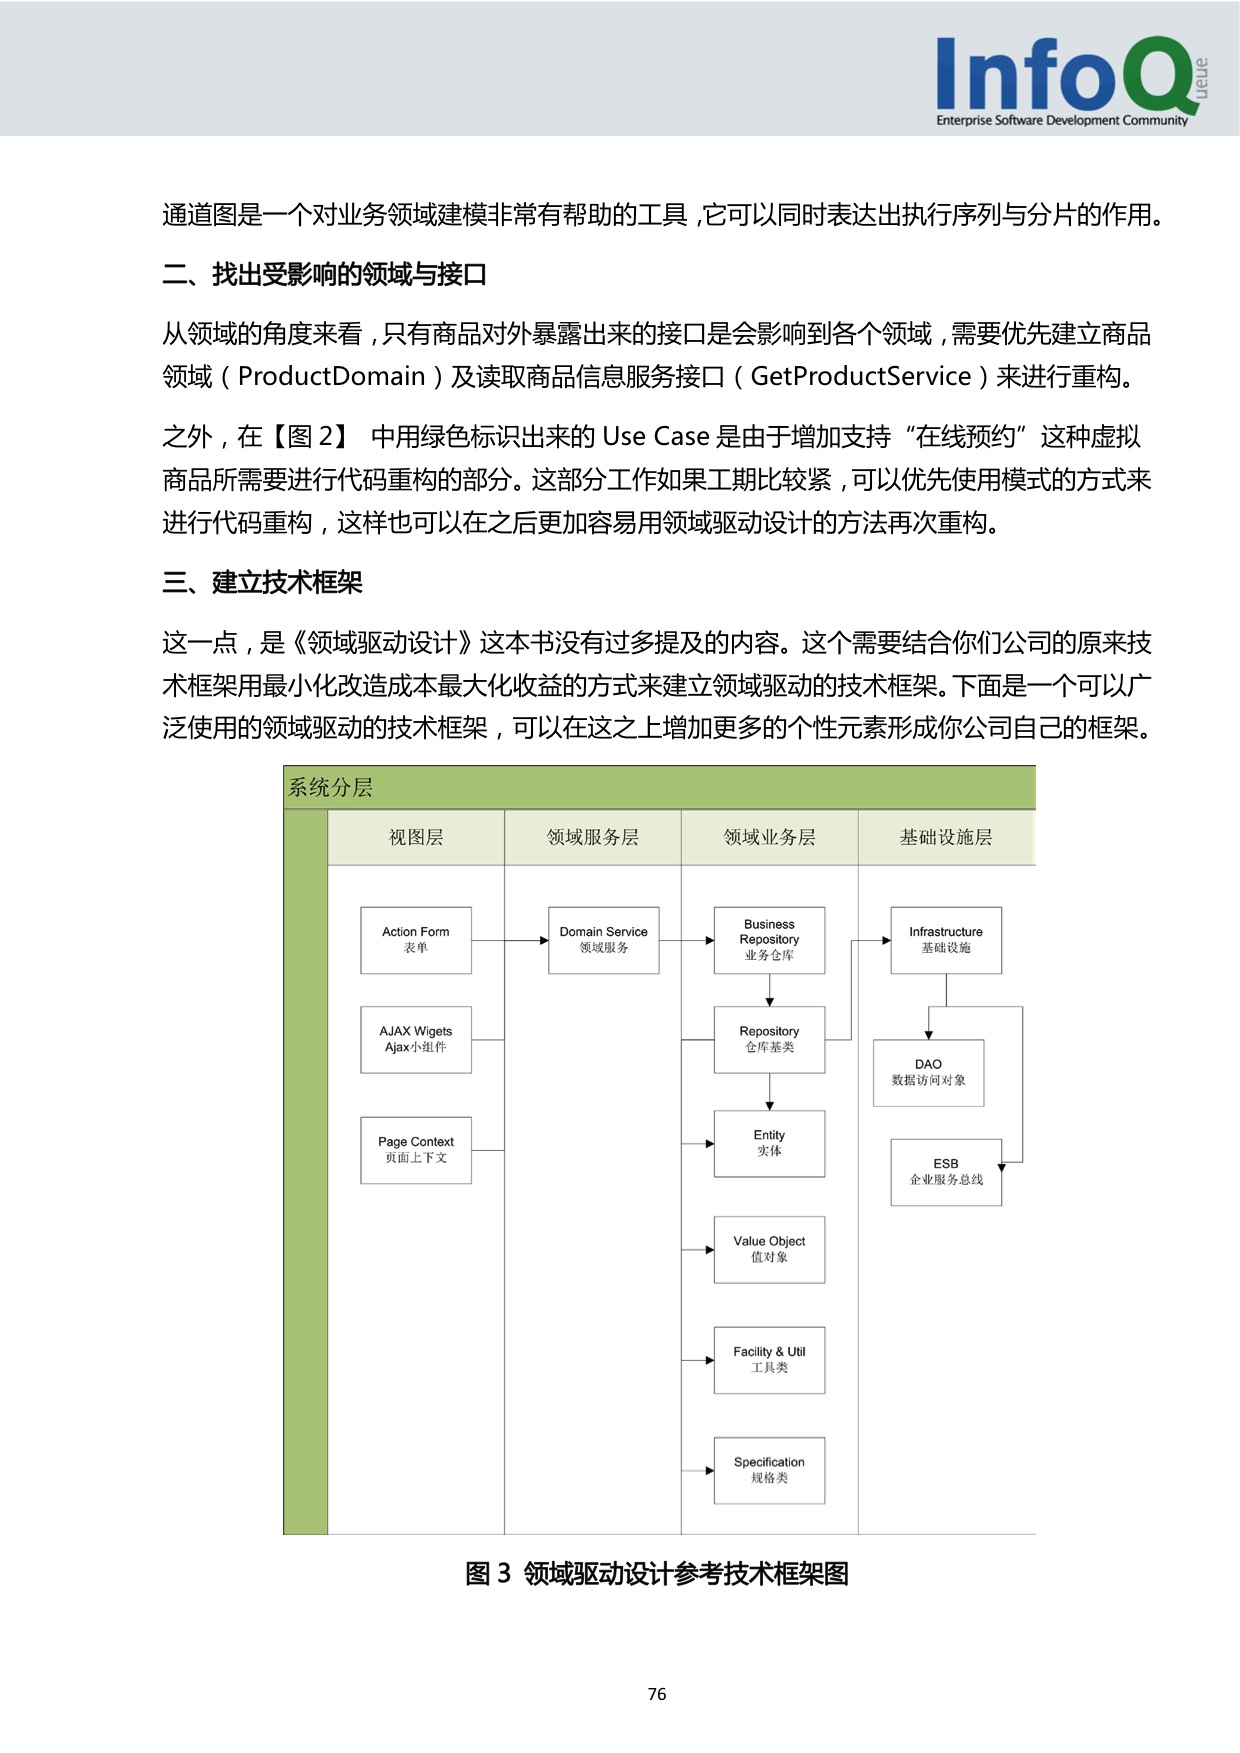 InfoQ
ueue
Enterprise Software Development Community
通道图是一个对业务领域建模非常有帮助的工具，它可以同时表达出执行序列与分片的作用。
二、找出受影响的领域与接口
从领域的角度来看，只有商品对外暴露出来的接口是会影响到各个领域，需要优先建立商品
领域（ProductDomain）及读取商品信息服务接口（GetProductService）来进行重构。
之外，在【图 2】 中用绿色标识出来的 Use Case 是由于增加支持“在线预约”这种虚拟
商品所需要进行代码重构的部分。这部分工作如果工期比较紧，可以优先使用模式的方式来
进行代码重构，这样也可以在之后更加容易用领域驱动设计的方法再次重构。
三、建立技术框架
这一点，是《领域驱动设计》这本书没有过多提及的内容。这个需要结合你们公司的原来技
术框架用最小化改造成本最大化收益的方式来建立领域驱动的技术框架。下面是一个可以广
泛使用的领域驱动的技术框架，可以在这之上增加更多的个性元素形成你公司自己的框架。
系统分层
视图层 领域服务层 领域业务层 基础设施层
Action Form
表单
Domain Service
领域服务
Business
Repository
业务仓库
Infrastructure
基础设施
AJAX Wigets
Ajax小组件
Repository
仓库基类
DAO
数据访问对象
Page Context
页面上下文
Entity
实体
ESB
企业服务总线
Value Object
值对象
Facility & Util
工具类
Specification
规格类
图 3 领域驱动设计参考技术框架图
76